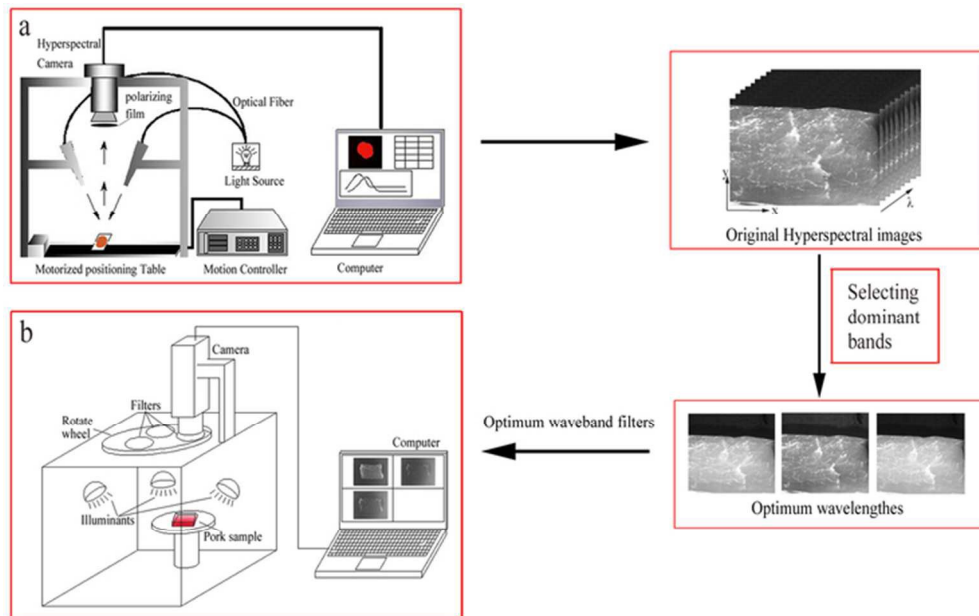 a
Hyperspectral
Camera
polarizing
film
Optical Fiber
Light Source
Motorized positioning Table
Motion Controller
Computer
y
x
λ
Original Hyperspectral images
Selecting
dominant
bands
Optimum wavelengthes
Optimum waveband filters
b
Camera
Filters
Rotate
wheel
Computer
Illuminants
Pork sample